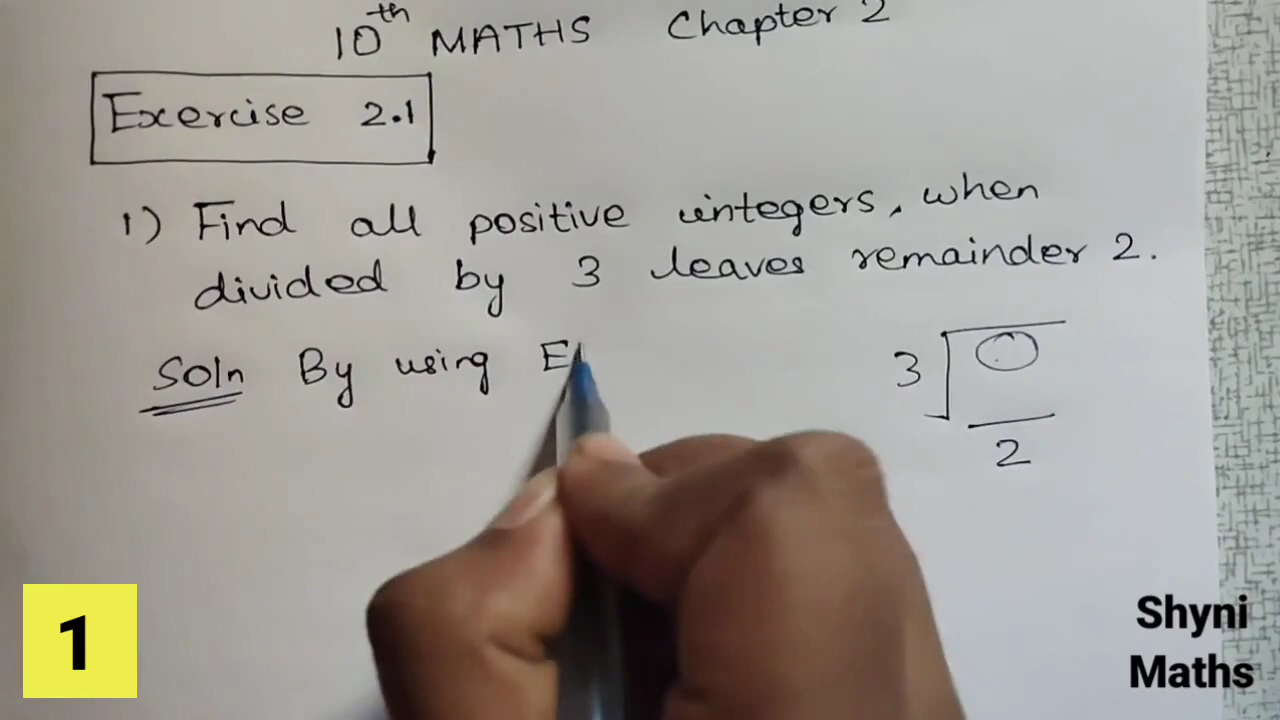 10th MATHS Chapter 2
Exercise 2.1
1) Find all positive integers, when
divided by 3 leaves remainder 2.
Soln By using E
3
2
1
Shyni
Maths